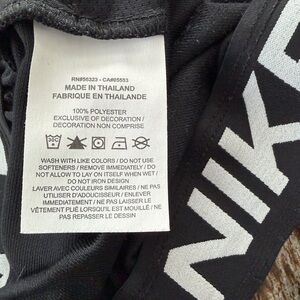 RN#56323 - CA#05553
MADE IN THAILAND
FABRIQUE EN THAILANDE
100% POLYESTER
EXCLUSIVE OF DECORATION /
DECORATION NON COMPRISE
WASH WITH LIKE COLORS / DO NOT USE
SOFTENERS / REMOVE IMMEDIATELY / DO
NOT ALLOW TO LAY ON ITSELF WHEN WET /
DO NOT IRON DESIGN
LAVER AVEC COULEURS SIMILAIRES / NE PAS
UTILISER D'ADOUCISSEUR / ENLEVER
IMMÉDIATEMENT / NE PAS LAISSER LE
VÊTEMENT PLIÉ LORSQU'IL EST MOUILLÉ / NE
PAS REPASSER LE DESSIN
NIKE